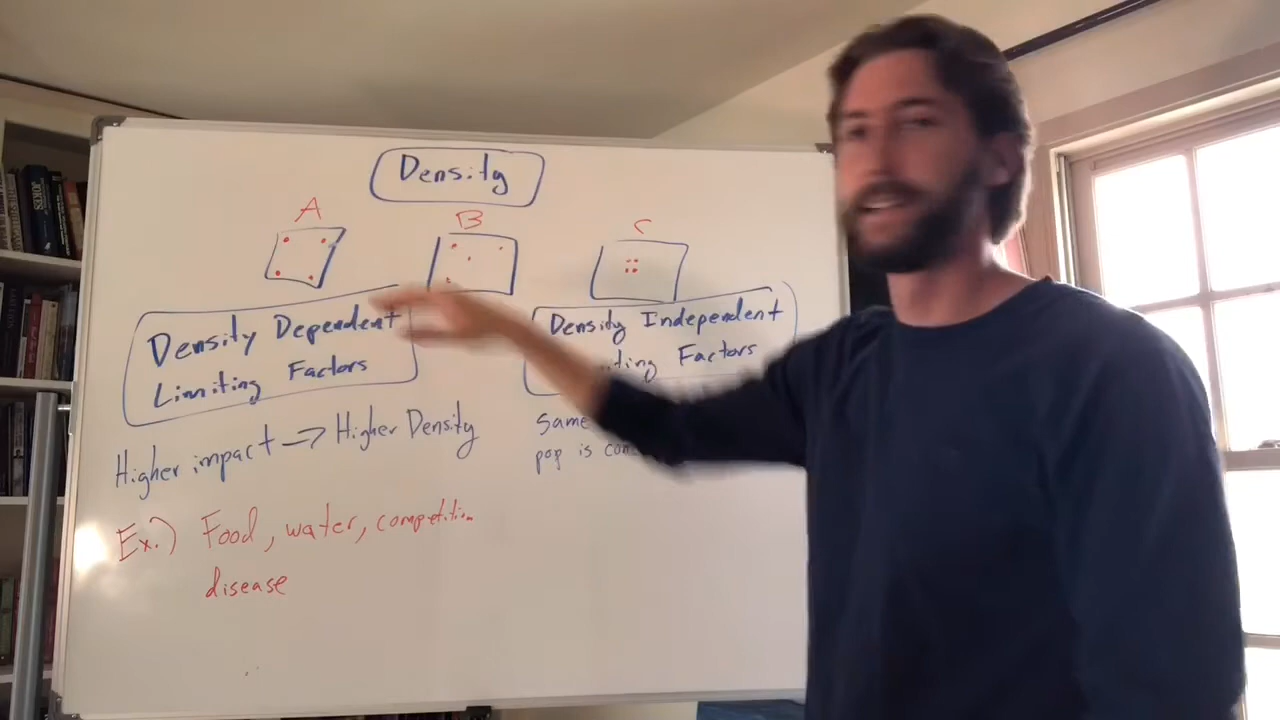 Density
A
B
C
Density Dependent
Limiting Factors
Higher impact => Higher Density
Ex.) Food, water, competition
disease
Density Independent
Factors
Same
pop is
JOKES